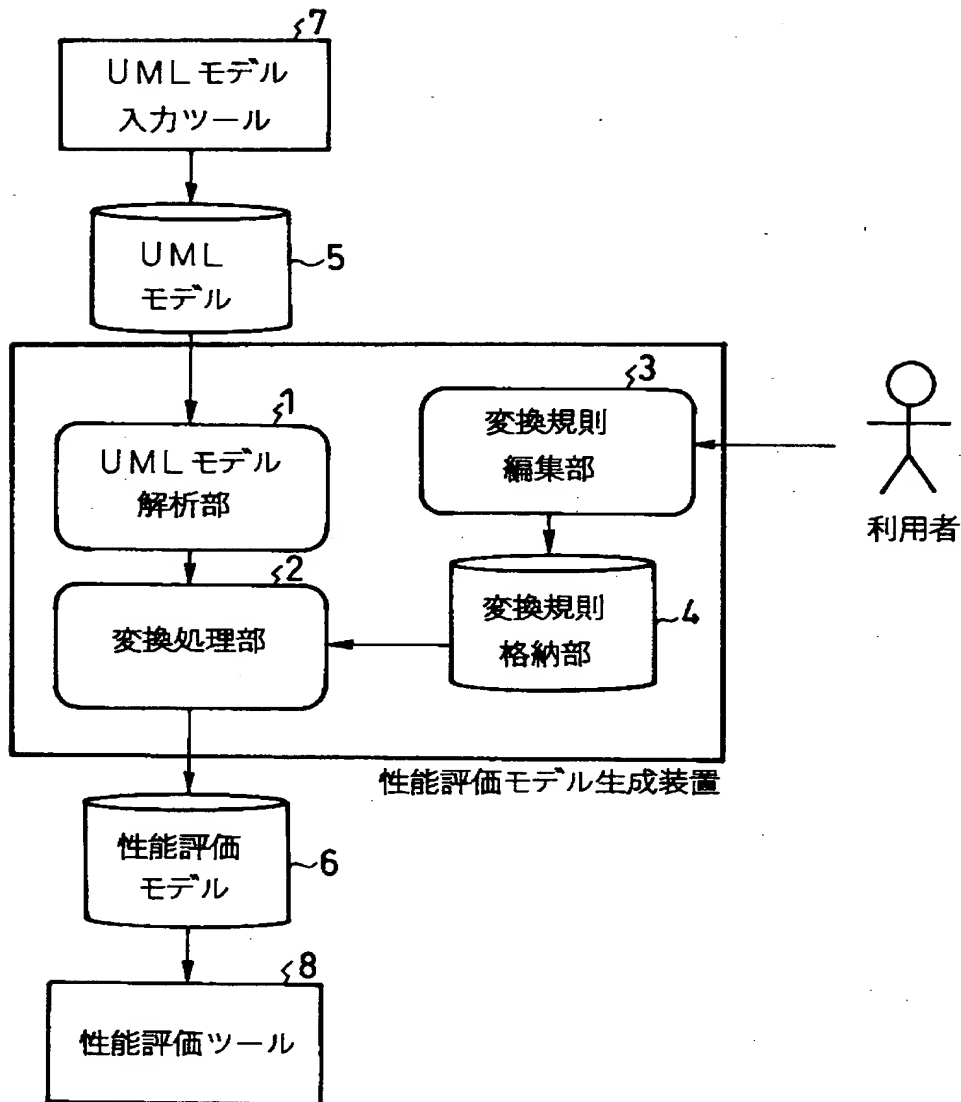 7
UMLモデル
入力ツール
UML
モデル
5
1
UMLモデル
解析部
3
変換規則
編集部
利用者
2
変換処理部
変換規則
格納部
4
性能評価モデル生成装置
性能評価
モデル
6
8
性能評価ツール